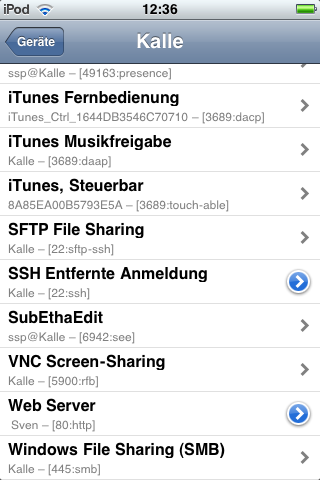 iPod 12:36
Geräte Kalle
ssp@Kalle – [49163:presence]
iTunes Fernbedienung
iTunes_Ctrl_1644DB3546C70710 – [3689:dacp]
iTunes Musikfreigabe
Kalle – [3689:daap]
iTunes, Steuerbar
8A85EA00B5793E5A – [3689:touch-able]
SFTP File Sharing
Kalle – [22:sftp-ssh]
SSH Entfernte Anmeldung
Kalle – [22:ssh]
SubEthaEdit
ssp@Kalle – [6942:see]
VNC Screen-Sharing
Kalle – [5900:rfb]
Web Server
Sven – [80:http]
Windows File Sharing (SMB)
Kalle – [445:smb]